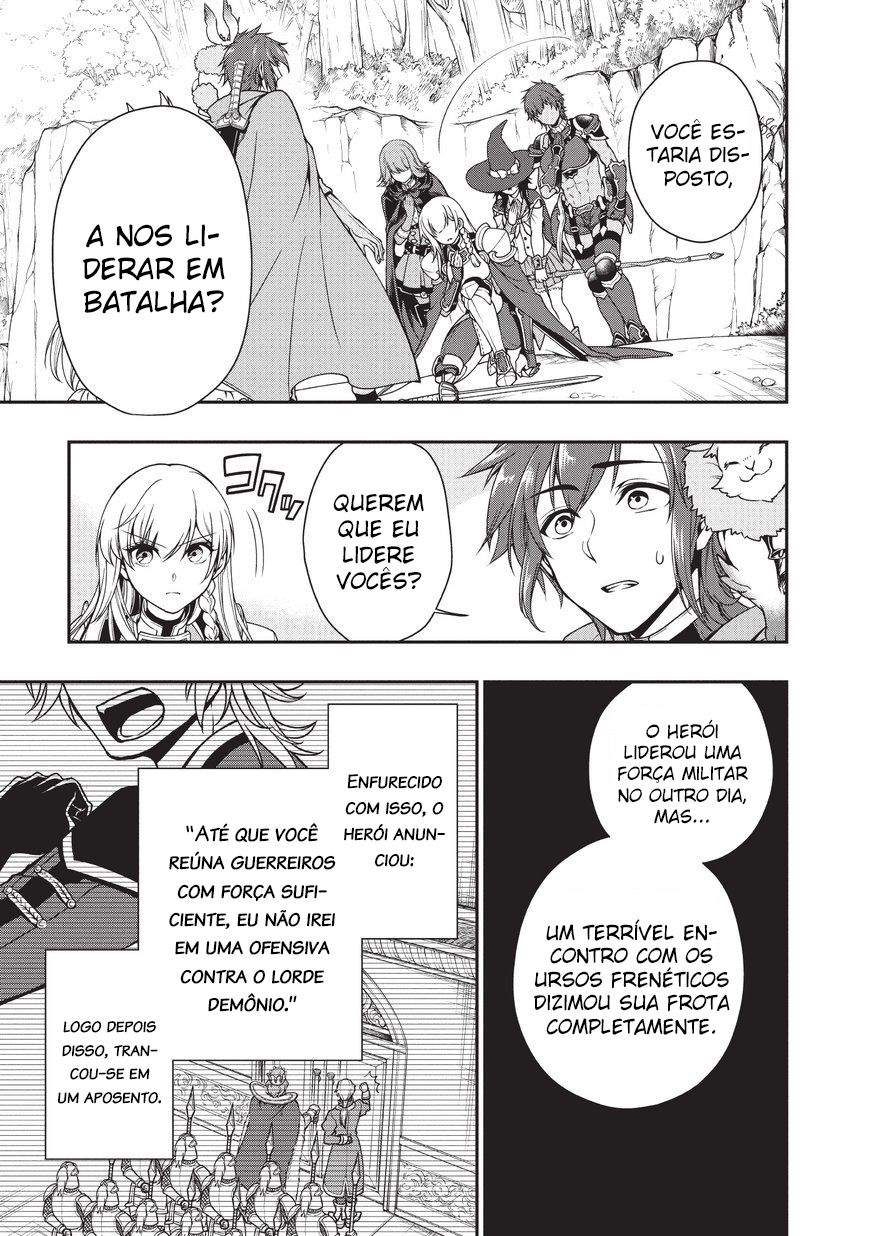 VOCÊ ES-
TARIA DIS-
POSTO,
A NOS LI-
DERAR EM
BATALHA?
QUEREM
QUE EU
LIDERE
VOCÊS?
コクッ
O HERÓI
LIDEROU UMA
FORÇA MILITAR
NO OUTRO DIA,
MAS...
UM TERRÍVEL EN-
CONTRO COM OS
URSOS FRENÉTICOS
DIZIMOU SUA FROTA
COMPLETAMENTE.
ENFURECIDO
COM ISSO, O
HERÓI ANUN-
CIOU:
"ATÉ QUE VOCÊ
REÚNA GUERREIROS
COM FORÇA SUFI-
CIENTE, EU NÃO IREI
EM UMA OFENSIVA
CONTRA O LORDE
DEMÔNIO."
LOGO DEPOIS
DISSO, TRAN-
COU-SE EM
UM APOSENTO.